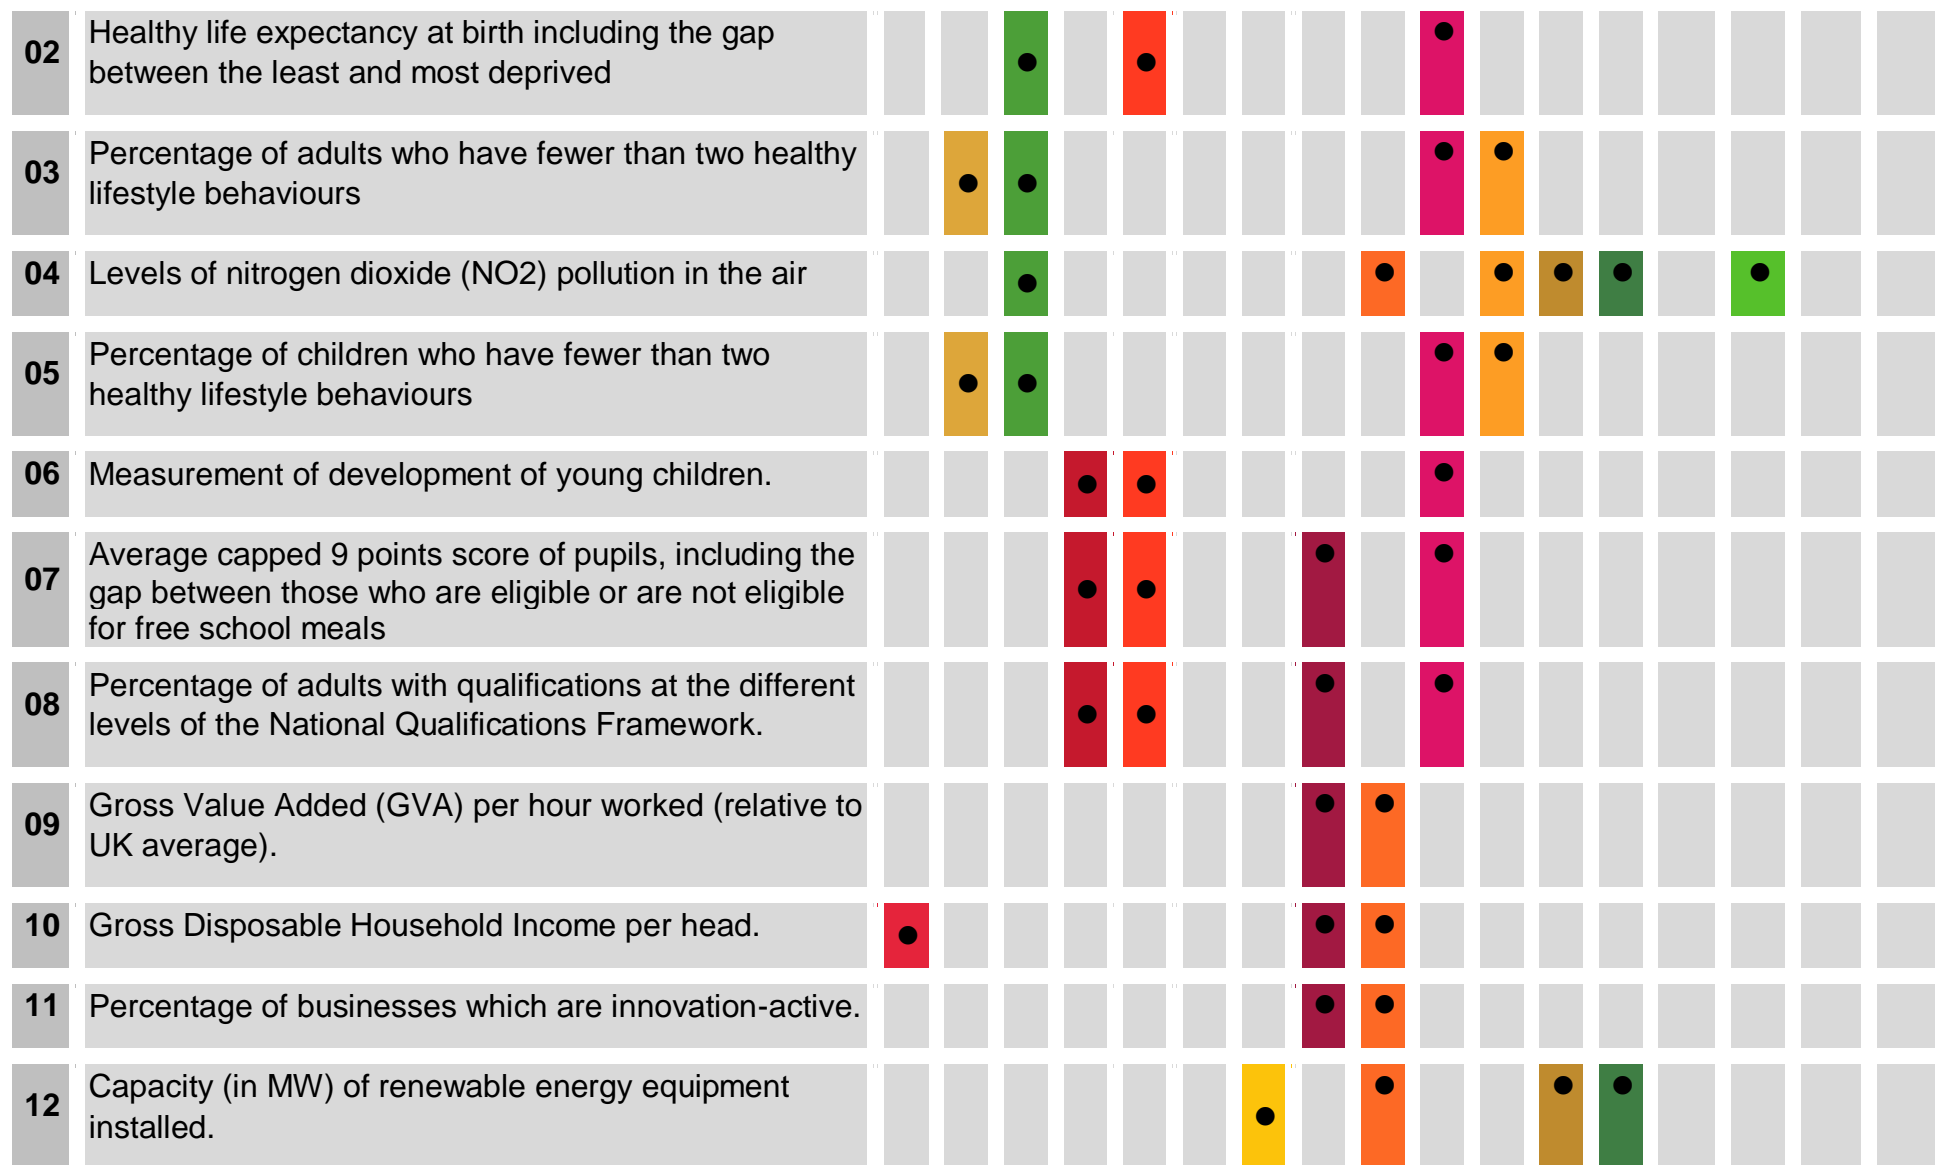 02 Healthy life expectancy at birth including the gap
between the least and most deprived
03 Percentage of adults who have fewer than two healthy
lifestyle behaviours
04 Levels of nitrogen dioxide (NO2) pollution in the air
05 Percentage of children who have fewer than two
healthy lifestyle behaviours
06 Measurement of development of young children.
07 Average capped 9 points score of pupils, including the
gap between those who are eligible or are not eligible
for free school meals
08 Percentage of adults with qualifications at the different
levels of the National Qualifications Framework.
09 Gross Value Added (GVA) per hour worked (relative to
UK average).
10 Gross Disposable Household Income per head.
11 Percentage of businesses which are innovation-active.
12 Capacity (in MW) of renewable energy equipment
installed.